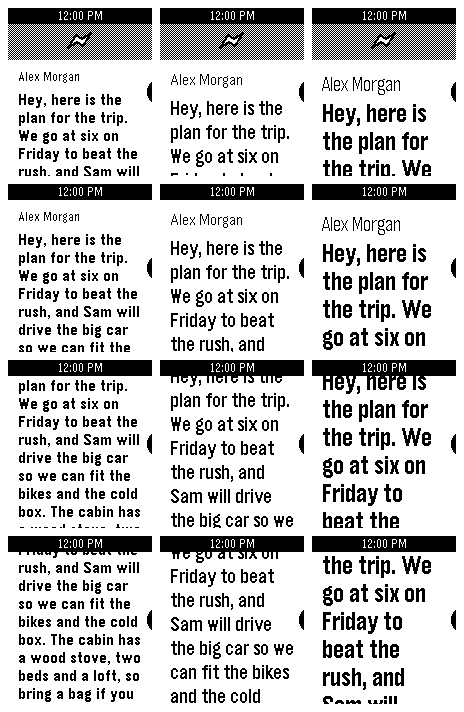 12:00 PM
Alex Morgan
Hey, here is the
plan for the trip.
We go at six on
Friday to beat the
rush, and Sam will
12:00 PM
Alex Morgan
Hey, here is the
plan for the trip.
We go at six on
12:00 PM
Alex Morgan
Hey, here is
the plan for
the trip. We
12:00 PM
Alex Morgan
Hey, here is the
plan for the trip.
We go at six on
Friday to beat the
rush, and Sam will
drive the big car
so we can fit the
12:00 PM
Alex Morgan
Hey, here is the
plan for the trip.
We go at six on
Friday to beat
the rush, and
12:00 PM
Alex Morgan
Hey, here is
the plan for
the trip. We
go at six on
12:00 PM
plan for the trip.
We go at six on
Friday to beat the
rush, and Sam will
drive the big car
so we can fit the
bikes and the cold
box. The cabin has
12:00 PM
Hey, here is the
plan for the trip.
We go at six on
Friday to beat
the rush, and
Sam will drive
the big car so we
12:00 PM
Hey, here is
the plan for
the trip. We
go at six on
Friday to
beat the
12:00 PM
Friday to beat the
rush, and Sam will
drive the big car
so we can fit the
bikes and the cold
box. The cabin has
a wood stove, two
beds and a loft, so
bring a bag if you
12:00 PM
We go at six on
Friday to beat
the rush, and
Sam will drive
the big car so we
can fit the bikes
and the cold
12:00 PM
the trip. We
go at six on
Friday to
beat the
rush, and
Sam will